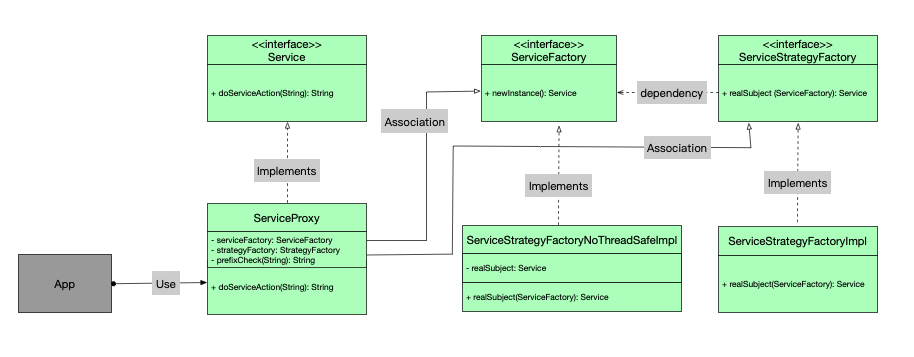 <<interface>>
Service
+ doServiceAction(String): String
<<interface>>
ServiceFactory
+ newInstance(): Service
<<interface>>
ServiceStrategyFactory
+ realSubject (ServiceFactory): Service
dependency
Association
Association
Implements
Implements
Implements
ServiceProxy
- serviceFactory: ServiceFactory
- strategyFactory: StrategyFactory
- prefixCheck(String): String
+ doServiceAction(String): String
ServiceStrategyFactoryNoThreadSafeImpl
- realSubject: Service
+ realSubject(ServiceFactory): Service
ServiceStrategyFactoryImpl
+ realSubject(ServiceFactory): Service
App
Use